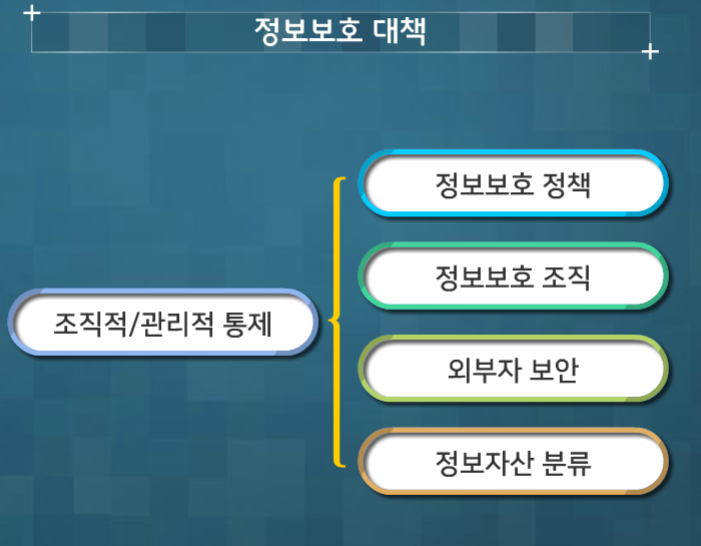 정보보호 대책
정보보호 정책
정보보호 조직
조직적/관리적 통제
외부자 보안
정보자산 분류